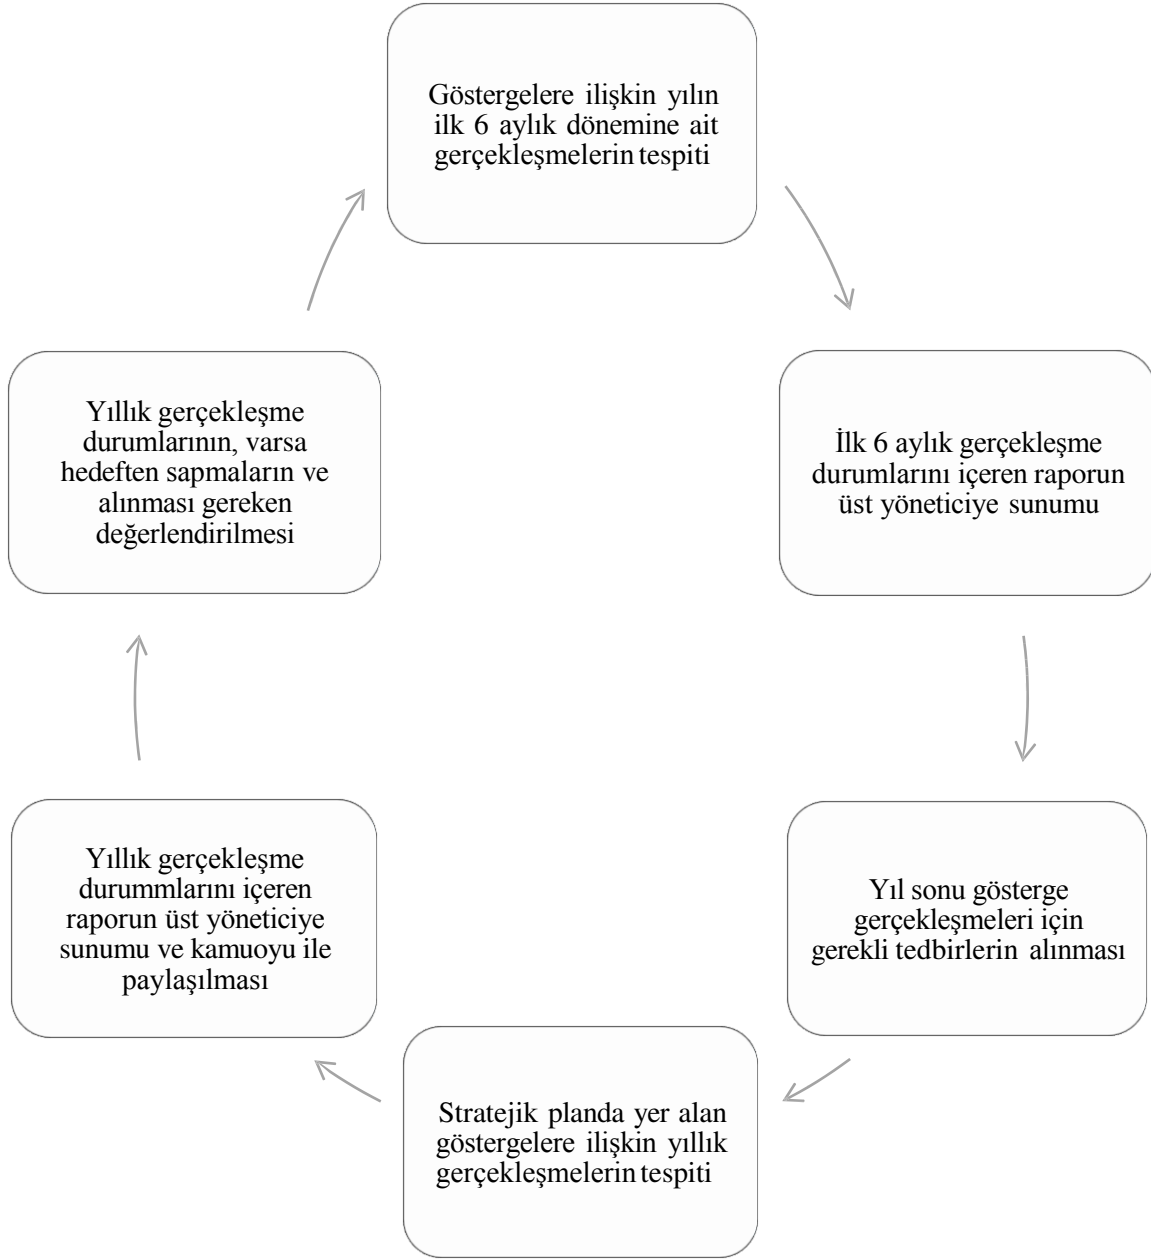 Göstergelere ilişkin yılın
ilk 6 aylık dönemine ait
gerçekleşmelerin tespiti
İlk 6 aylık gerçekleşme
durumlarını içeren raporun
üst yöneticiye sunumu
Yıl sonu gösterge
gerçekleşmeleri için
gerekli tedbirlerin alınması
Stratejik planda yer alan
göstergelere ilişkin yıllık
gerçekleşmelerin tespiti
Yıllık gerçekleşme
durummlarını içeren
raporun üst yöneticiye
sunumu ve kamuoyu ile
paylaşılması
Yıllık gerçekleşme
durumlarının, varsa
hedeften sapmaların ve
alınması gereken
değerlendirilmesi